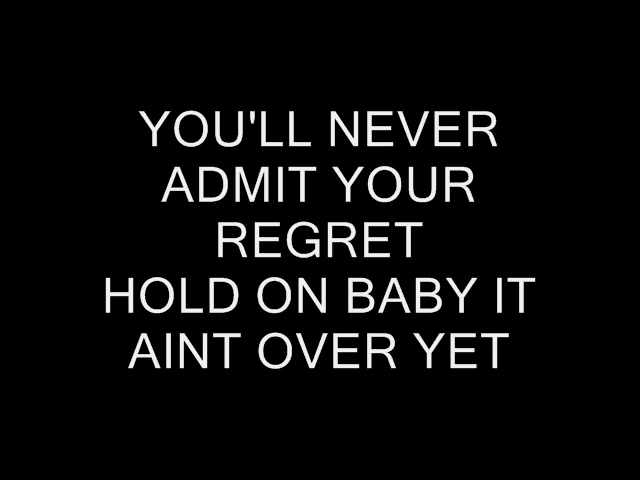 YOU'LL NEVER
ADMIT YOUR
REGRET
HOLD ON BABY IT
AINT OVER YET